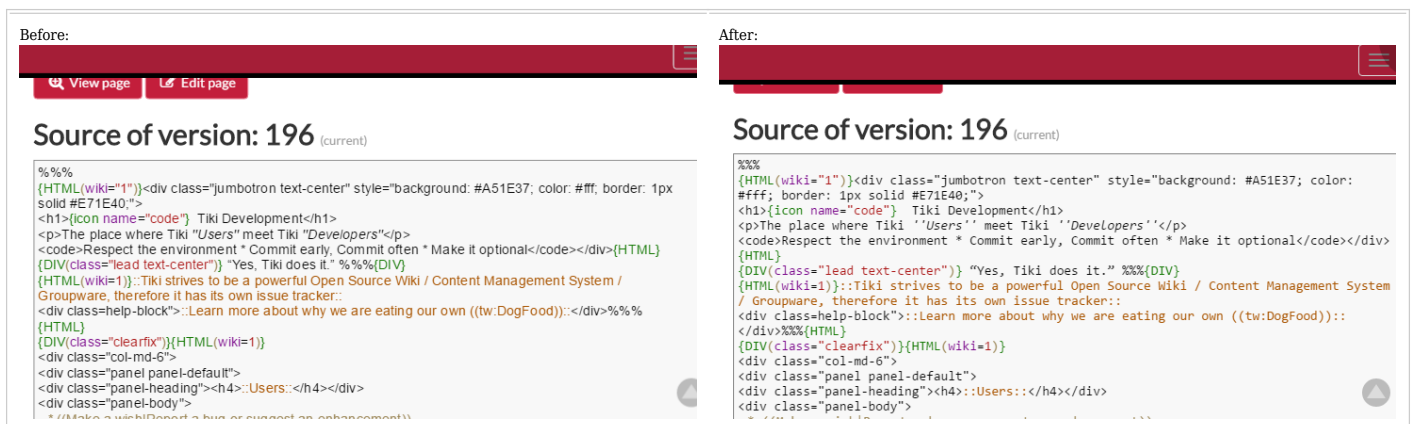 Before:
View page Edit page
Source of version: 196 (current)
%%%
{HTML(wiki="1")}<div class="jumbotron text-center" style="background: #A51E37; color: #fff; border: 1px
solid #E71E40;">
<h1>{icon name="code"}  Tiki Development</h1>
<p>The place where Tiki ''Users'' meet Tiki ''Developers''</p>
<code>Respect the environment * Commit early, Commit often * Make it optional</code></div>{HTML}
{DIV(class="lead text-center")} “Yes, Tiki does it.” %%%{DIV}
{HTML(wiki=1)}::Tiki strives to be a powerful Open Source Wiki / Content Management System /
Groupware, therefore it has its own issue tracker::
<div class=help-block">::Learn more about why we are eating our own ((tw:DogFood))::</div>%%%
{HTML}
{DIV(class="clearfix")}{HTML(wiki=1)}
<div class="col-md-6">
<div class="panel panel-default">
<div class="panel-heading"><h4>::Users::</h4></div>
<div class="panel-body">
* ((Make a wish|Report a bug or suggest an enhancement))
After:
Source of version: 196 (current)
%%%
{HTML(wiki="1")}<div class="jumbotron text-center" style="background: #A51E37; color:
#fff; border: 1px solid #E71E40;">
<h1>{icon name="code"}  Tiki Development</h1>
<p>The place where Tiki ''Users'' meet Tiki ''Developers''</p>
<code>Respect the environment * Commit early, Commit often * Make it optional</code></div>
{HTML}
{DIV(class="lead text-center")} “Yes, Tiki does it.” %%%{DIV}
{HTML(wiki=1)}::Tiki strives to be a powerful Open Source Wiki / Content Management System
/ Groupware, therefore it has its own issue tracker::
<div class=help-block">::Learn more about why we are eating our own ((tw:DogFood))::
</div>%%%{HTML}
{DIV(class="clearfix")}{HTML(wiki=1)}
<div class="col-md-6">
<div class="panel panel-default">
<div class="panel-heading"><h4>::Users::</h4></div>
<div class="panel-body">